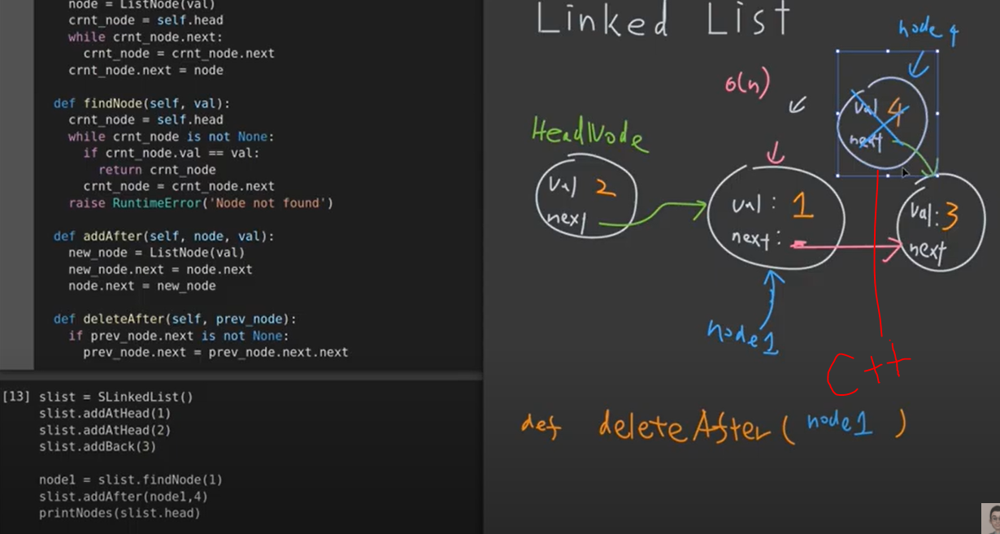 node = ListNode(val)
crnt_node = self.head
while crnt_node.next:
crnt_node = crnt_node.next
crnt_node.next = node
def findNode(self, val):
crnt_node = self.head
while crnt_node is not None:
if crnt_node.val == val:
return crnt_node
crnt_node = crnt_node.next
raise RuntimeError('Node not found')
def addAfter(self, node, val):
new_node = ListNode(val)
new_node.next = node.next
node.next = new_node
def deleteAfter(self, prev_node):
if prev_node.next is not None:
prev_node.next = prev_node.next.next
[13] slist = SLinkedList()
slist.addAtHead(1)
slist.addAtHead(2)
slist.addBack(3)
node1 = slist.findNode(1)
slist.addAfter(node1,4)
printNodes(slist.head)
Linked List
node 4
o(n)
val 4
next
HeadNode
val 2
next
val: 1
next:
val: 3
next
node1
C++
def deleteAfter(node1)